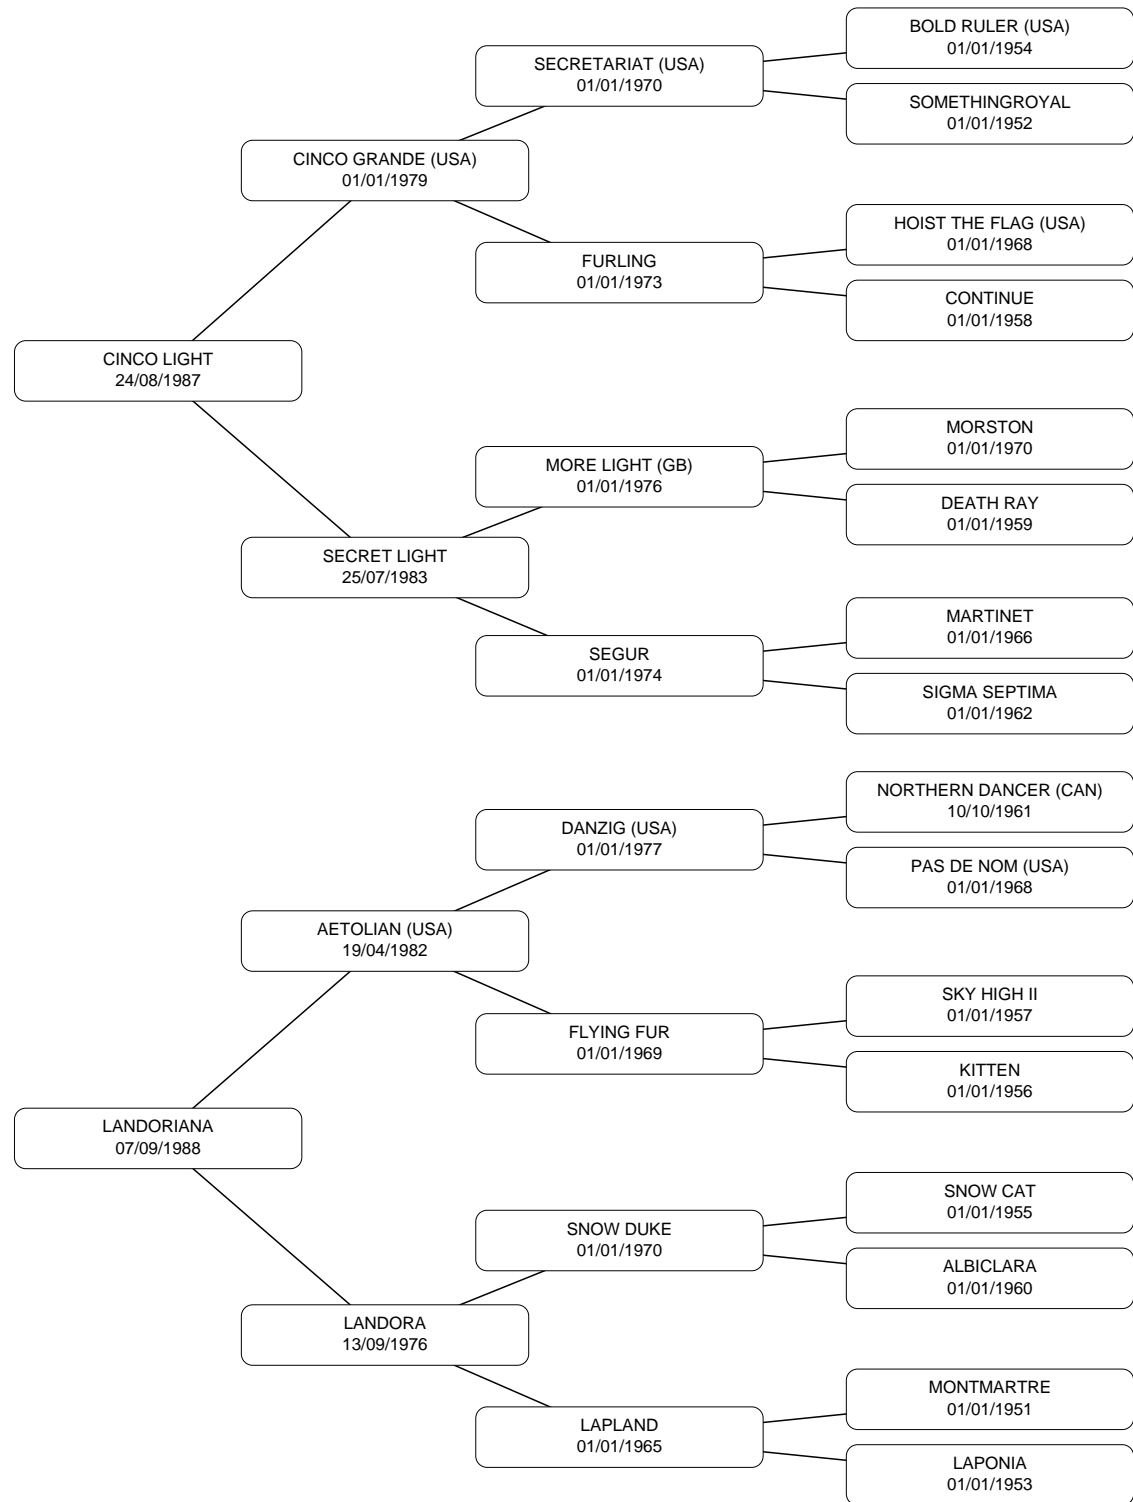 BOLD RULER (USA)
01/01/1954
SECRETARIAT (USA)
01/01/1970
SOMETHINGROYAL
01/01/1952
CINCO GRANDE (USA)
01/01/1979
HOIST THE FLAG (USA)
01/01/1968
FURLING
01/01/1973
CONTINUE
01/01/1958
CINCO LIGHT
24/08/1987
MORSTON
01/01/1970
MORE LIGHT (GB)
01/01/1976
DEATH RAY
01/01/1959
SECRET LIGHT
25/07/1983
MARTINET
01/01/1966
SEGUR
01/01/1974
SIGMA SEPTIMA
01/01/1962
NORTHERN DANCER (CAN)
10/10/1961
DANZIG (USA)
01/01/1977
PAS DE NOM (USA)
01/01/1968
AETOLIAN (USA)
19/04/1982
SKY HIGH II
01/01/1957
FLYING FUR
01/01/1969
KITTEN
01/01/1956
LANDORIANA
07/09/1988
SNOW CAT
01/01/1955
SNOW DUKE
01/01/1970
ALBICLARA
01/01/1960
LANDORA
13/09/1976
MONTMARTRE
01/01/1951
LAPLAND
01/01/1965
LAPONIA
01/01/1953